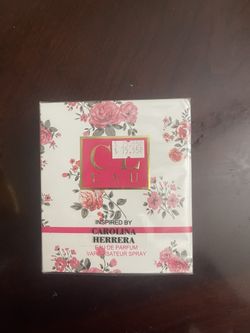 INSPIRED BY
CAROLINA
HERRERA
EAU DE PARFUM
VAPORISATEUR SPRAY